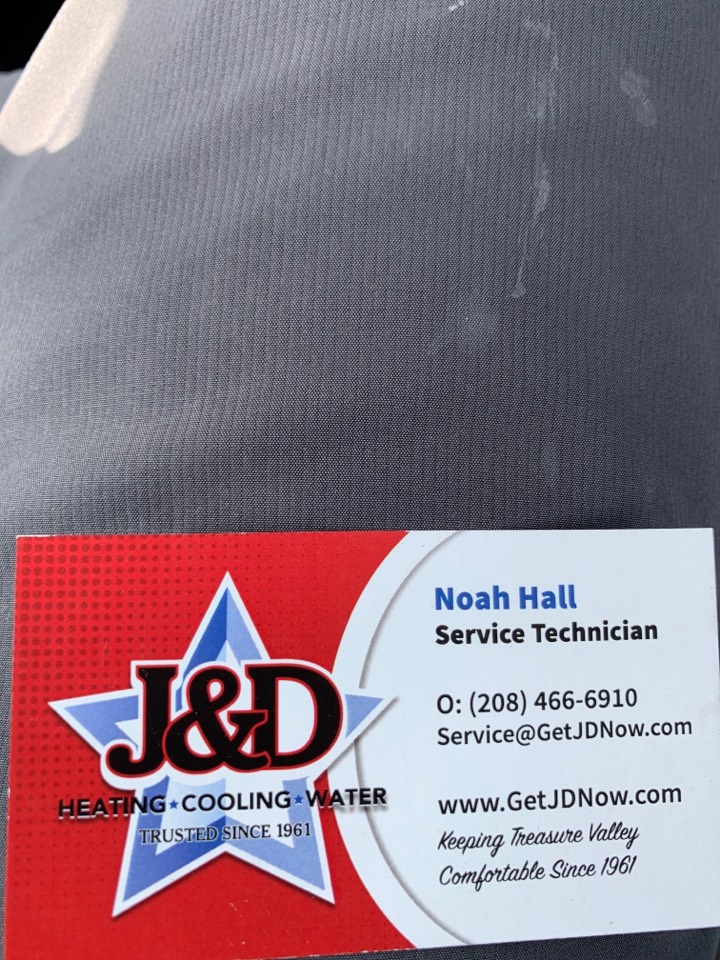 J&D
HEATING★COOLING★WATER
TRUSTED SINCE 1961
Noah Hall
Service Technician
O: (208) 466-6910
Service@GetJDNow.com
www.GetJDNow.com
Keeping Treasure Valley
Comfortable Since 1961